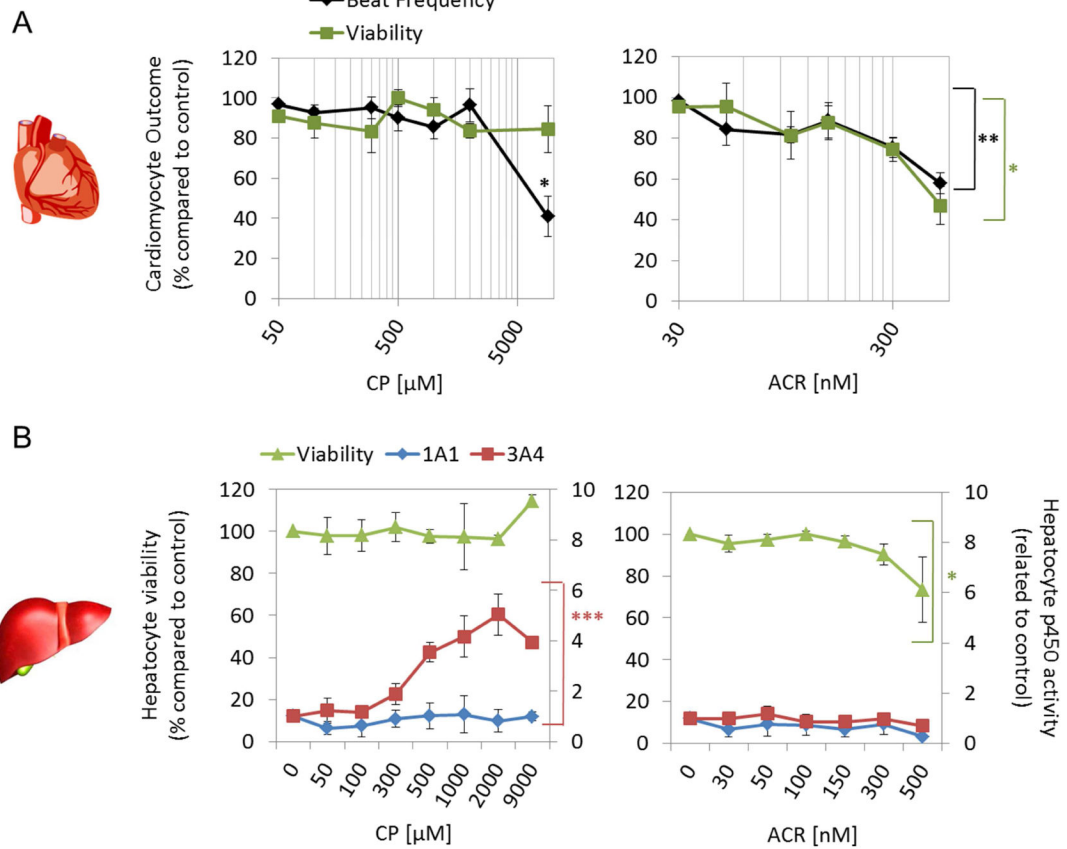 A
Beat Frequency
Viability
Cardiomyocyte Outcome
(% compared to control)
120
100
80
60
40
20
0
*
50
500
5000
CP [µM]
120
100
80
60
40
20
0
**
*
30
300
ACR [nM]
B
Viability 1A1 3A4
Hepatocyte viability
(% compared to control)
120
100
80
60
40
20
0
10
8
6
4
2
0
***
0 50 100 300 500 1000 2000 9000
CP [µM]
120
100
80
60
40
20
0
10
8
6
4
2
0
*
0 30 50 100 150 300 500
ACR [nM]
Hepatocyte p450 activity
(related to control)